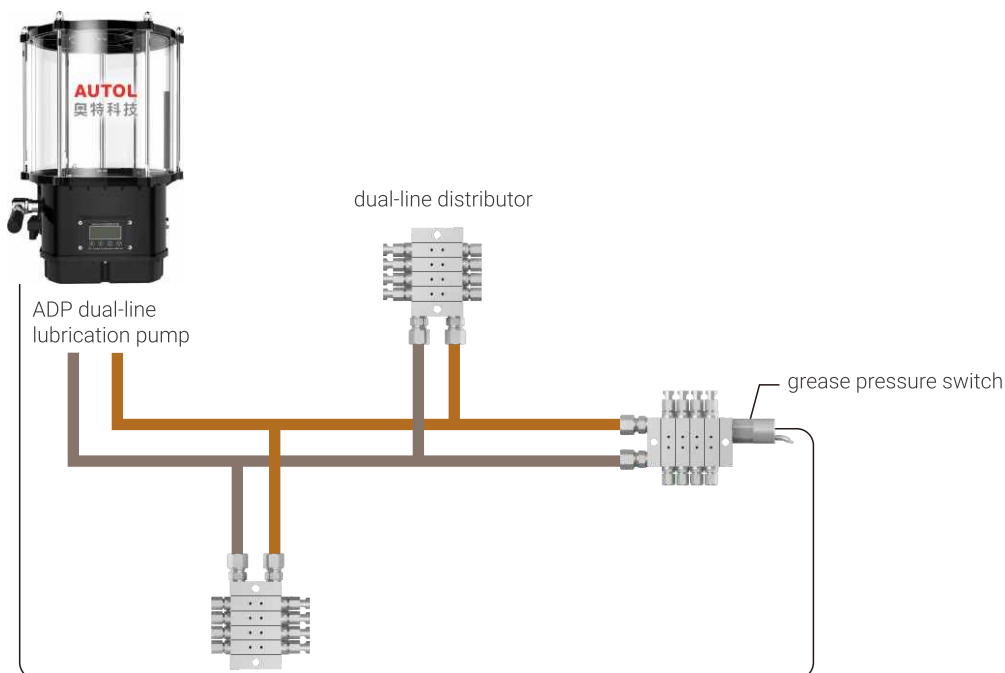 AUTOL
奥特科技
dual-line distributor
ADP dual-line
lubrication pump
grease pressure switch